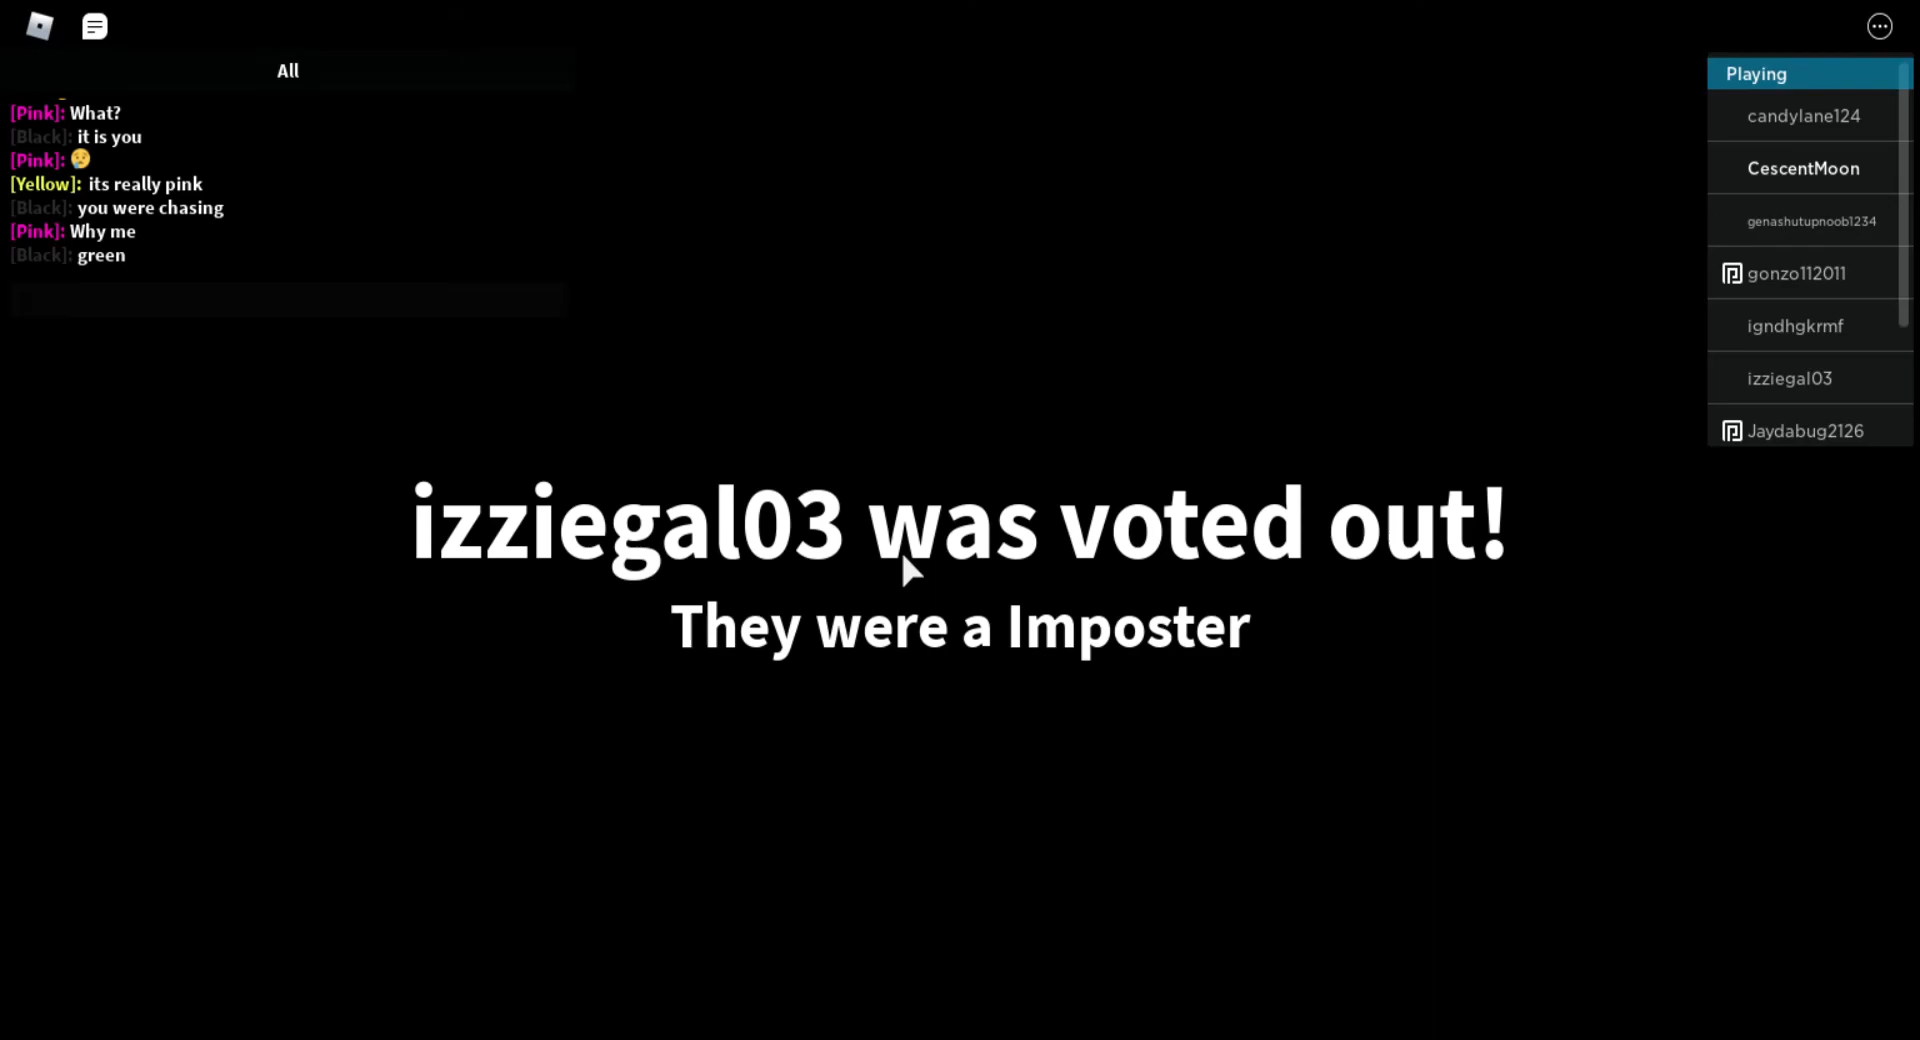 All
[Pink]: What?
[Black]: it is you
[Pink]: 😢
[Yellow]: its really pink
[Black]: you were chasing
[Pink]: Why me
[Black]: green
Playing
candylane124
CescentMoon
genashutupnoob1234
gonzo112011
igndhgkrmf
izziegal03
Jaydabug2126
izziegal03 was voted out!
They were a Imposter